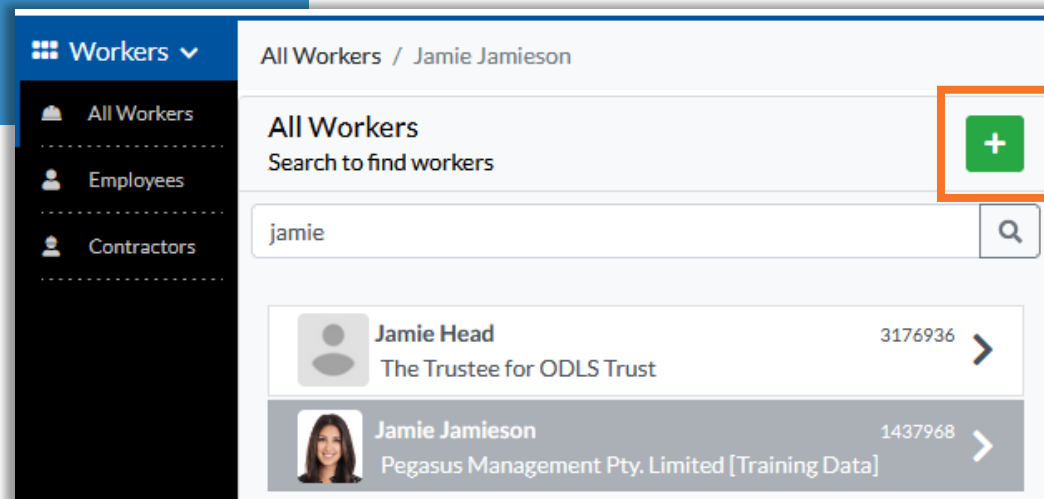 Workers
All Workers / Jamie Jamieson
All Workers
Employees
Contractors
All Workers
Search to find workers
+
jamie
Jamie Head 3176936
The Trustee for ODLS Trust
Jamie Jamieson 1437968
Pegasus Management Pty. Limited [Training Data]